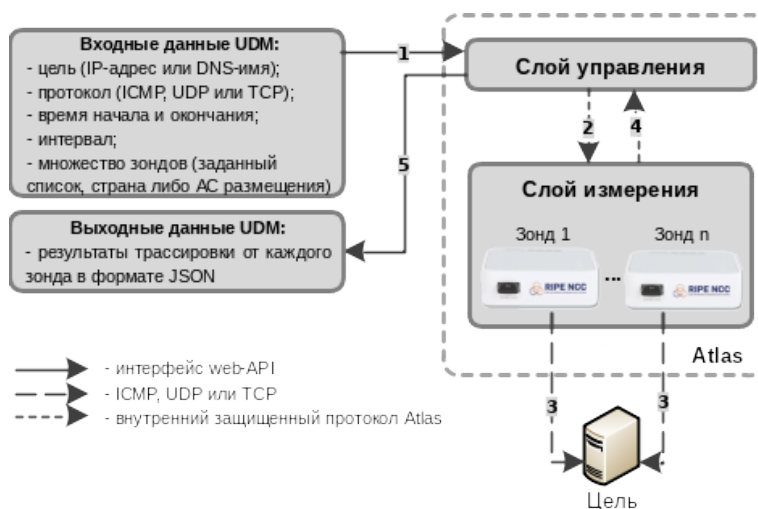 Входные данные UDM:
- цель (IP-адрес или DNS-имя);
- протокол (ICMP, UDP или TCP);
- время начала и окончания;
- интервал;
- множество зондов (заданный
список, страна либо АС размещения)
1
Слой управления
2
4
5
Выходные данные UDM:
- результаты трассировки от каждого
зонда в формате JSON
Слой измерения
Зонд 1
Зонд n
RIPE NCC
...
RIPE NCC
Atlas
- интерфейс web-API
- ICMP, UDP или TCP
- внутренний защищенный протокол Atlas
3
3
Цель